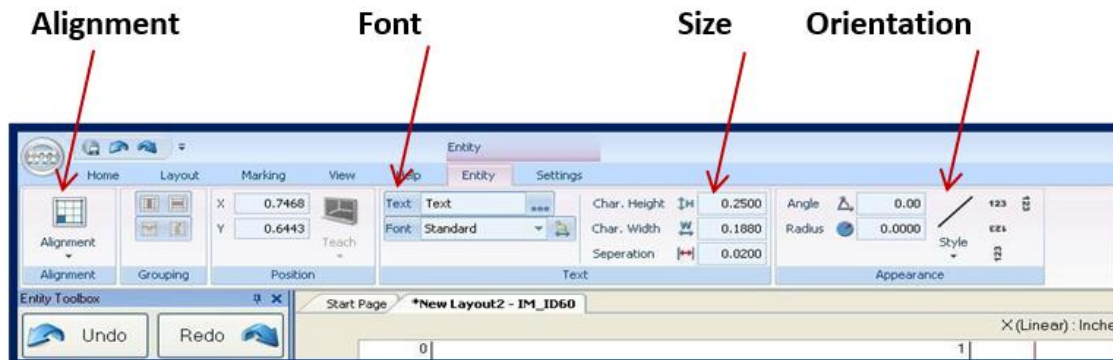 Alignment Font Size Orientation
Entity
Home Layout Marking View Help Entity Settings
X 0.7468 Text Text ... Char. Height H 0.2500 Angle 0.00 123
Y 0.6443 Font Standard Char. Width W 0.1880 Radius 0.0000 123
Alignment Teach Seperation 0.0200 Style 123
Alignment Grouping Position Text Appearance
Entity Toolbox Start Page *New Layout2 - IM_ID60
Undo Redo X (Linear) : Inche
0 1